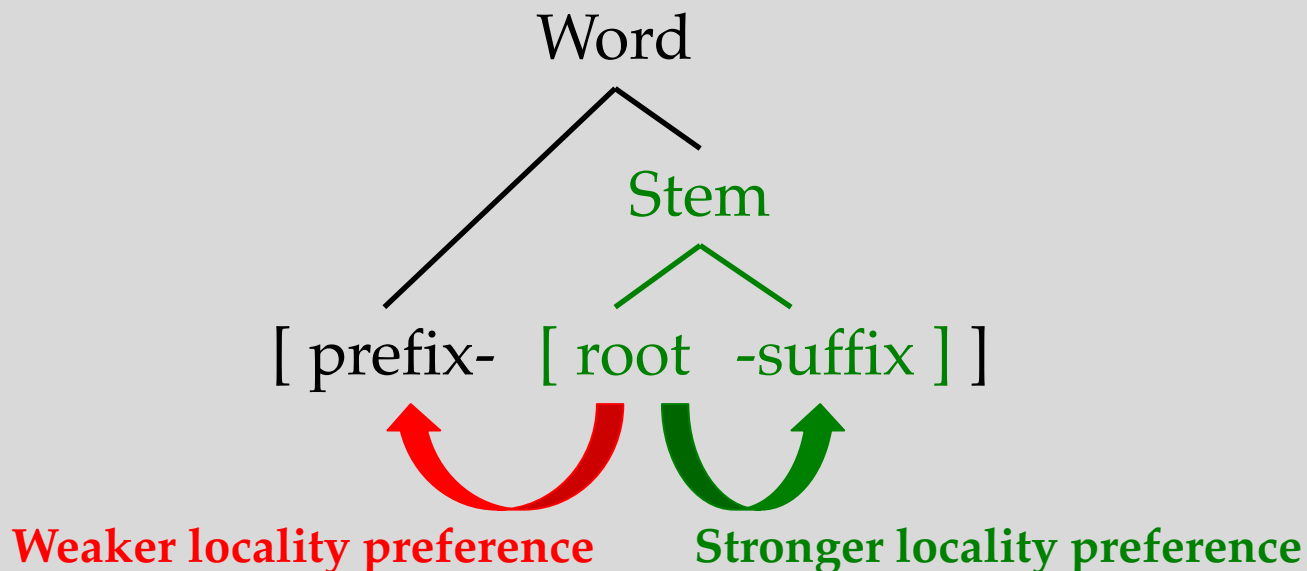 Word
Stem
[ prefix- [ root -suffix ] ]
Weaker locality preference Stronger locality preference